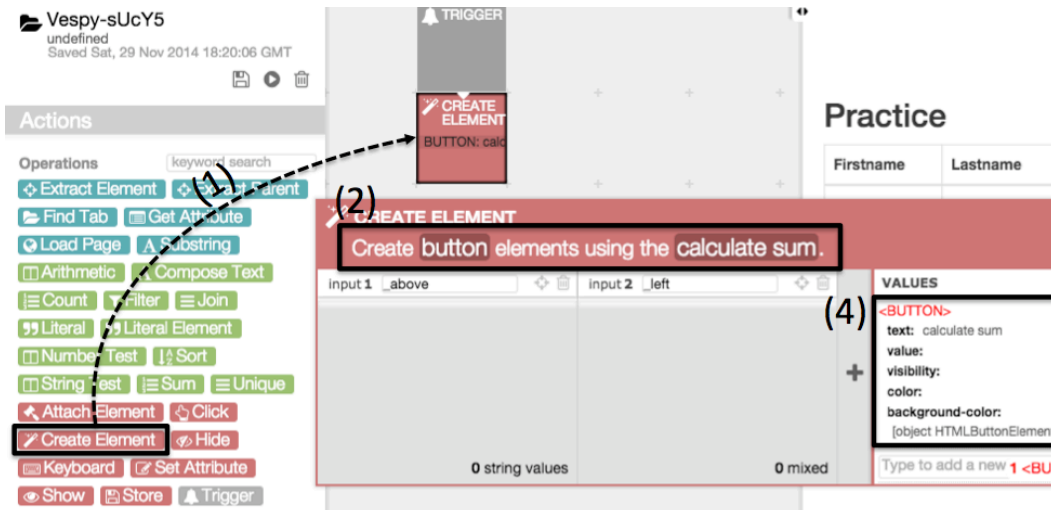 Vespy-sUcY5
undefined
Saved Sat, 29 Nov 2014 18:20:06 GMT
Actions
Operations keyword search
Extract Element Extract Parent
Find Tab Get Attribute
Load Page Substring
Arithmetic Compose Text
Count Filter Join
Literal Literal Element
Number Test Sort
String Test Sum Unique
Attach Element Click
Create Element Hide
Keyboard Set Attribute
Show Store Trigger
(1)
TRIGGER
CREATE
ELEMENT
BUTTON: calc
Practice
Firstname Lastname
(2)
CREATE ELEMENT
Create button elements using the calculate sum.
input 1 _above input 2 _left
0 string values 0 mixed
(4)
VALUES
<BUTTON>
text: calculate sum
value:
visibility:
color:
background-color:
[object HTMLButtonElemen
Type to add a new 1 <BU